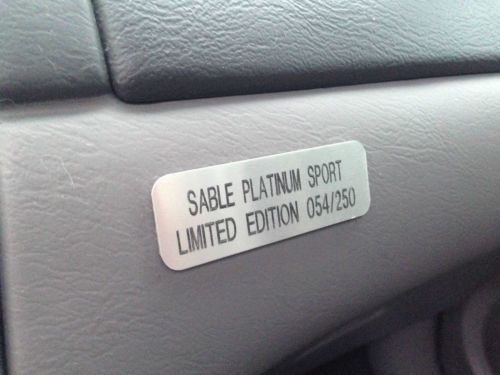 SABLE PLATINUM SPORT
LIMITED EDITION 054/250